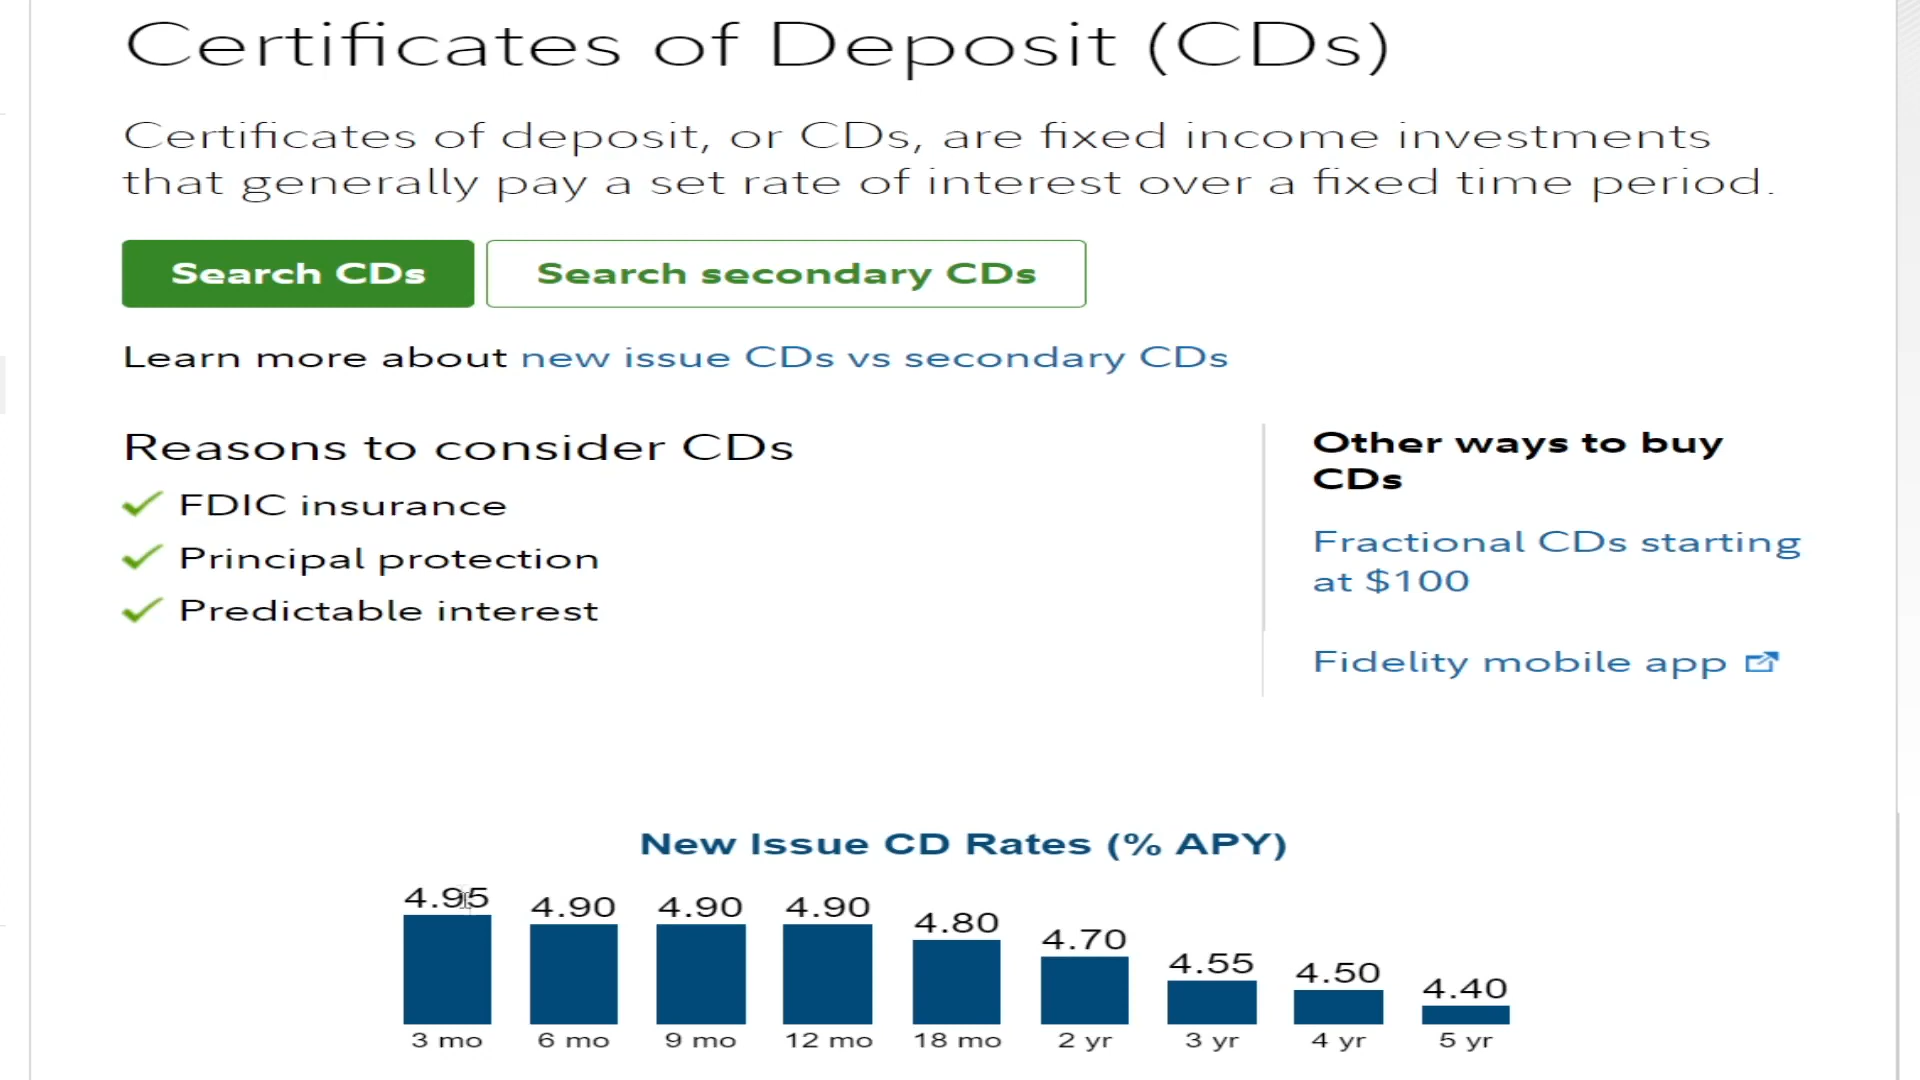 Certificates of Deposit (CDs)
Certificates of deposit, or CDs, are fixed income investments
that generally pay a set rate of interest over a fixed time period.
Search CDs
Search secondary CDs
Learn more about new issue CDs vs secondary CDs
Reasons to consider CDs
FDIC insurance
Principal protection
Predictable interest
Other ways to buy
CDs
Fractional CDs starting
at $100
Fidelity mobile app
New Issue CD Rates (% APY)
4.95 4.90 4.90 4.90 4.80 4.70 4.55 4.50 4.40
3 mo 6 mo 9 mo 12 mo 18 mo 2 yr 3 yr 4 yr 5 yr